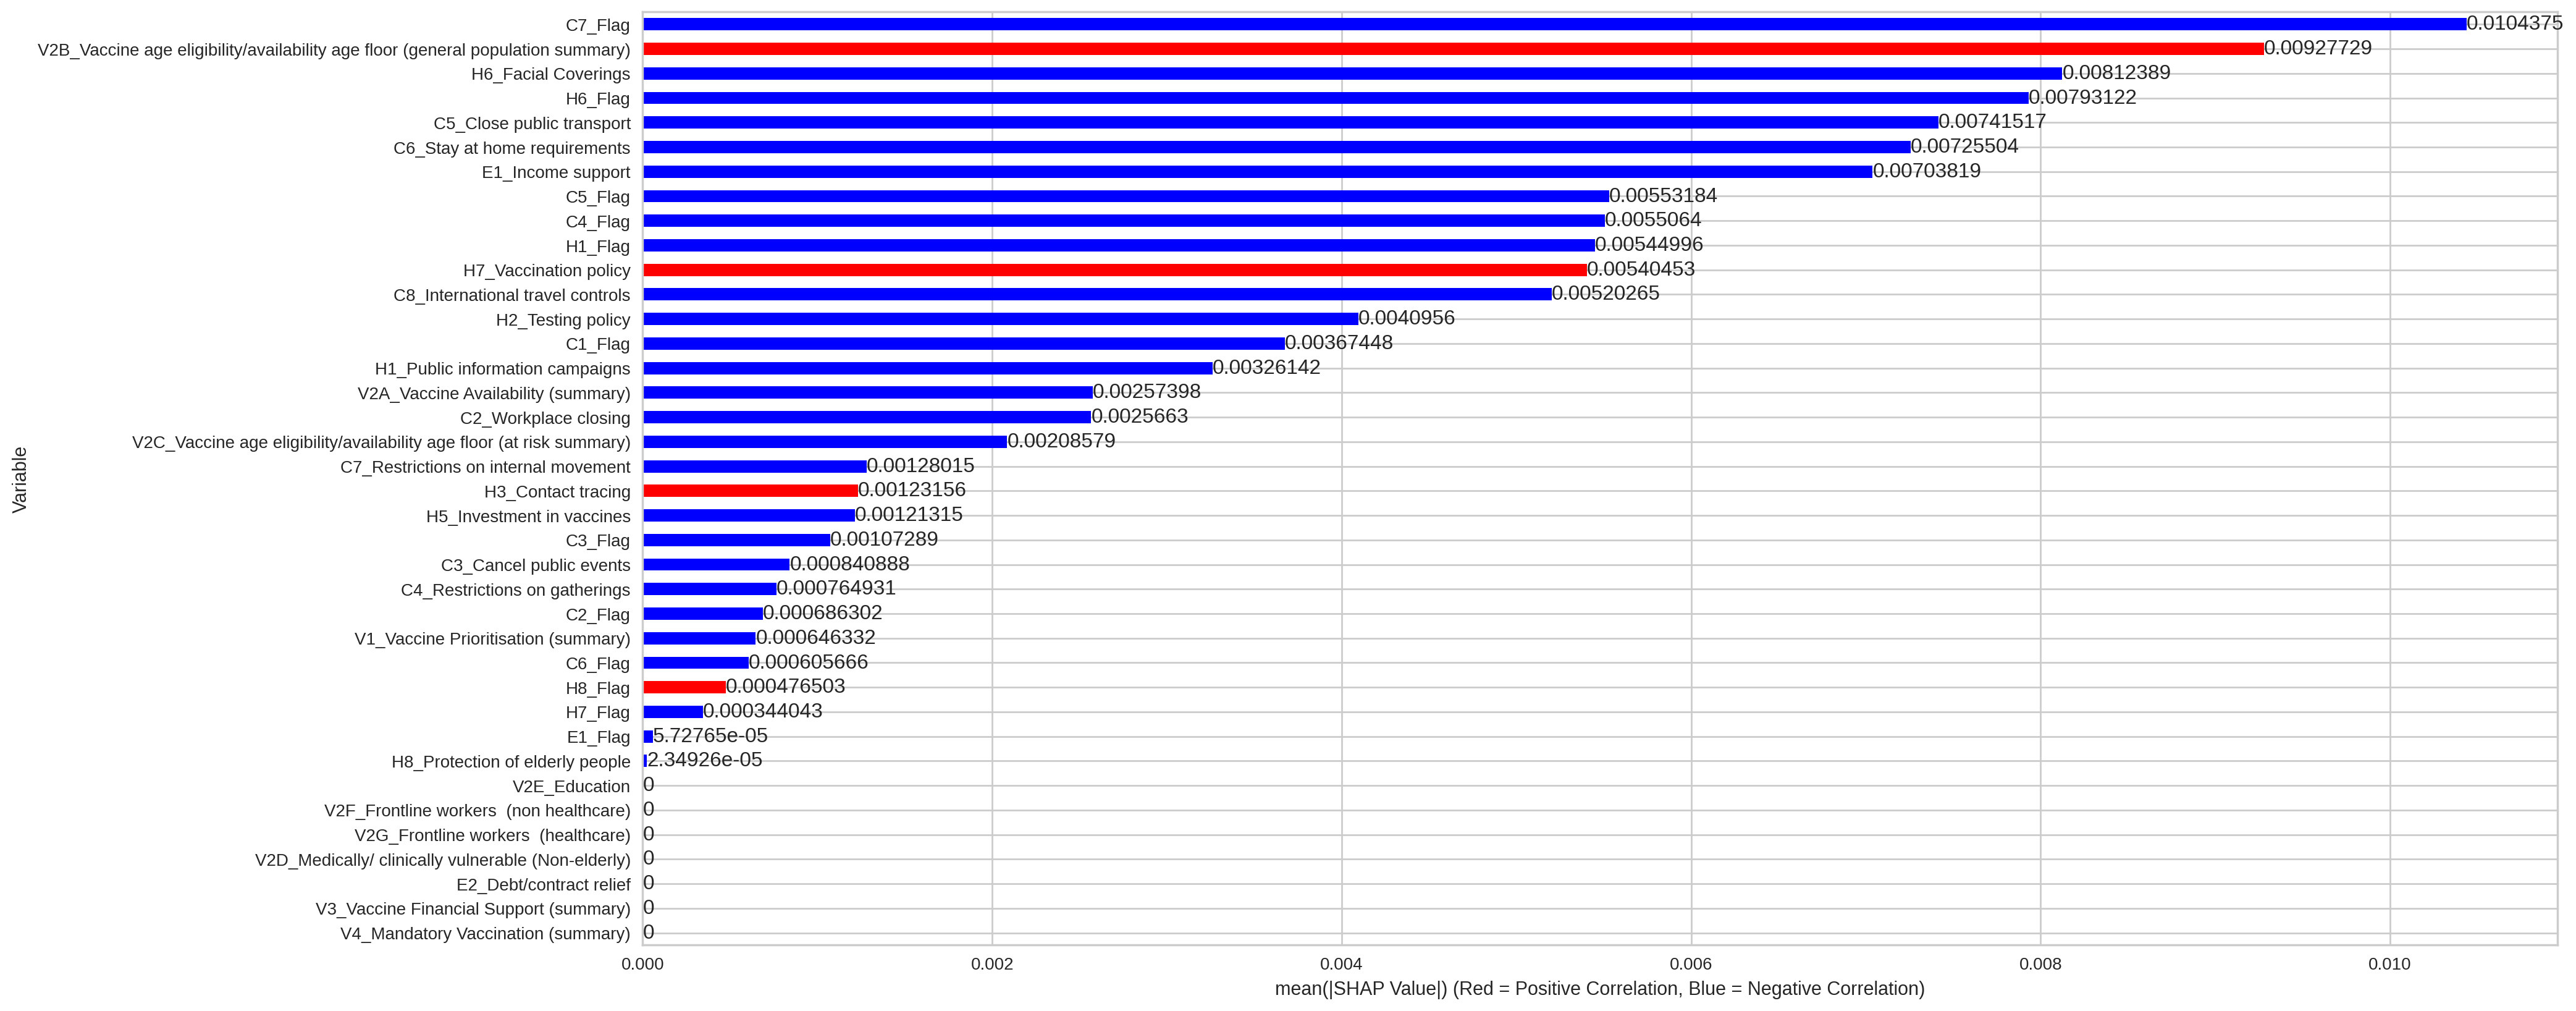 C7_Flag 0.0104375
V2B_Vaccine age eligibility/availability age floor (general population summary) 0.00927729
H6_Facial Coverings 0.00812389
H6_Flag 0.00793122
C5_Close public transport 0.00741517
C6_Stay at home requirements 0.00725504
E1_Income support 0.00703819
C5_Flag 0.00553184
C4_Flag 0.0055064
H1_Flag 0.00544996
H7_Vaccination policy 0.00540453
C8_International travel controls 0.00520265
H2_Testing policy 0.0040956
C1_Flag 0.00367448
H1_Public information campaigns 0.00326142
V2A_Vaccine Availability (summary) 0.00257398
C2_Workplace closing 0.0025663
V2C_Vaccine age eligibility/availability age floor (at risk summary) 0.00208579
C7_Restrictions on internal movement 0.00128015
H3_Contact tracing 0.00123156
H5_Investment in vaccines 0.00121315
C3_Flag 0.00107289
C3_Cancel public events 0.000840888
C4_Restrictions on gatherings 0.000764931
C2_Flag 0.000686302
V1_Vaccine Prioritisation (summary) 0.000646332
C6_Flag 0.000605666
H8_Flag 0.000476503
H7_Flag 0.000344043
E1_Flag 5.72765e-05
H8_Protection of elderly people 2.34926e-05
V2E_Education 0
V2F_Frontline workers  (non healthcare) 0
V2G_Frontline workers  (healthcare) 0
V2D_Medically/ clinically vulnerable (Non-elderly) 0
E2_Debt/contract relief 0
V3_Vaccine Financial Support (summary) 0
V4_Mandatory Vaccination (summary) 0
Variable
0.000 0.002 0.004 0.006 0.008 0.010
mean(|SHAP Value|) (Red = Positive Correlation, Blue = Negative Correlation)